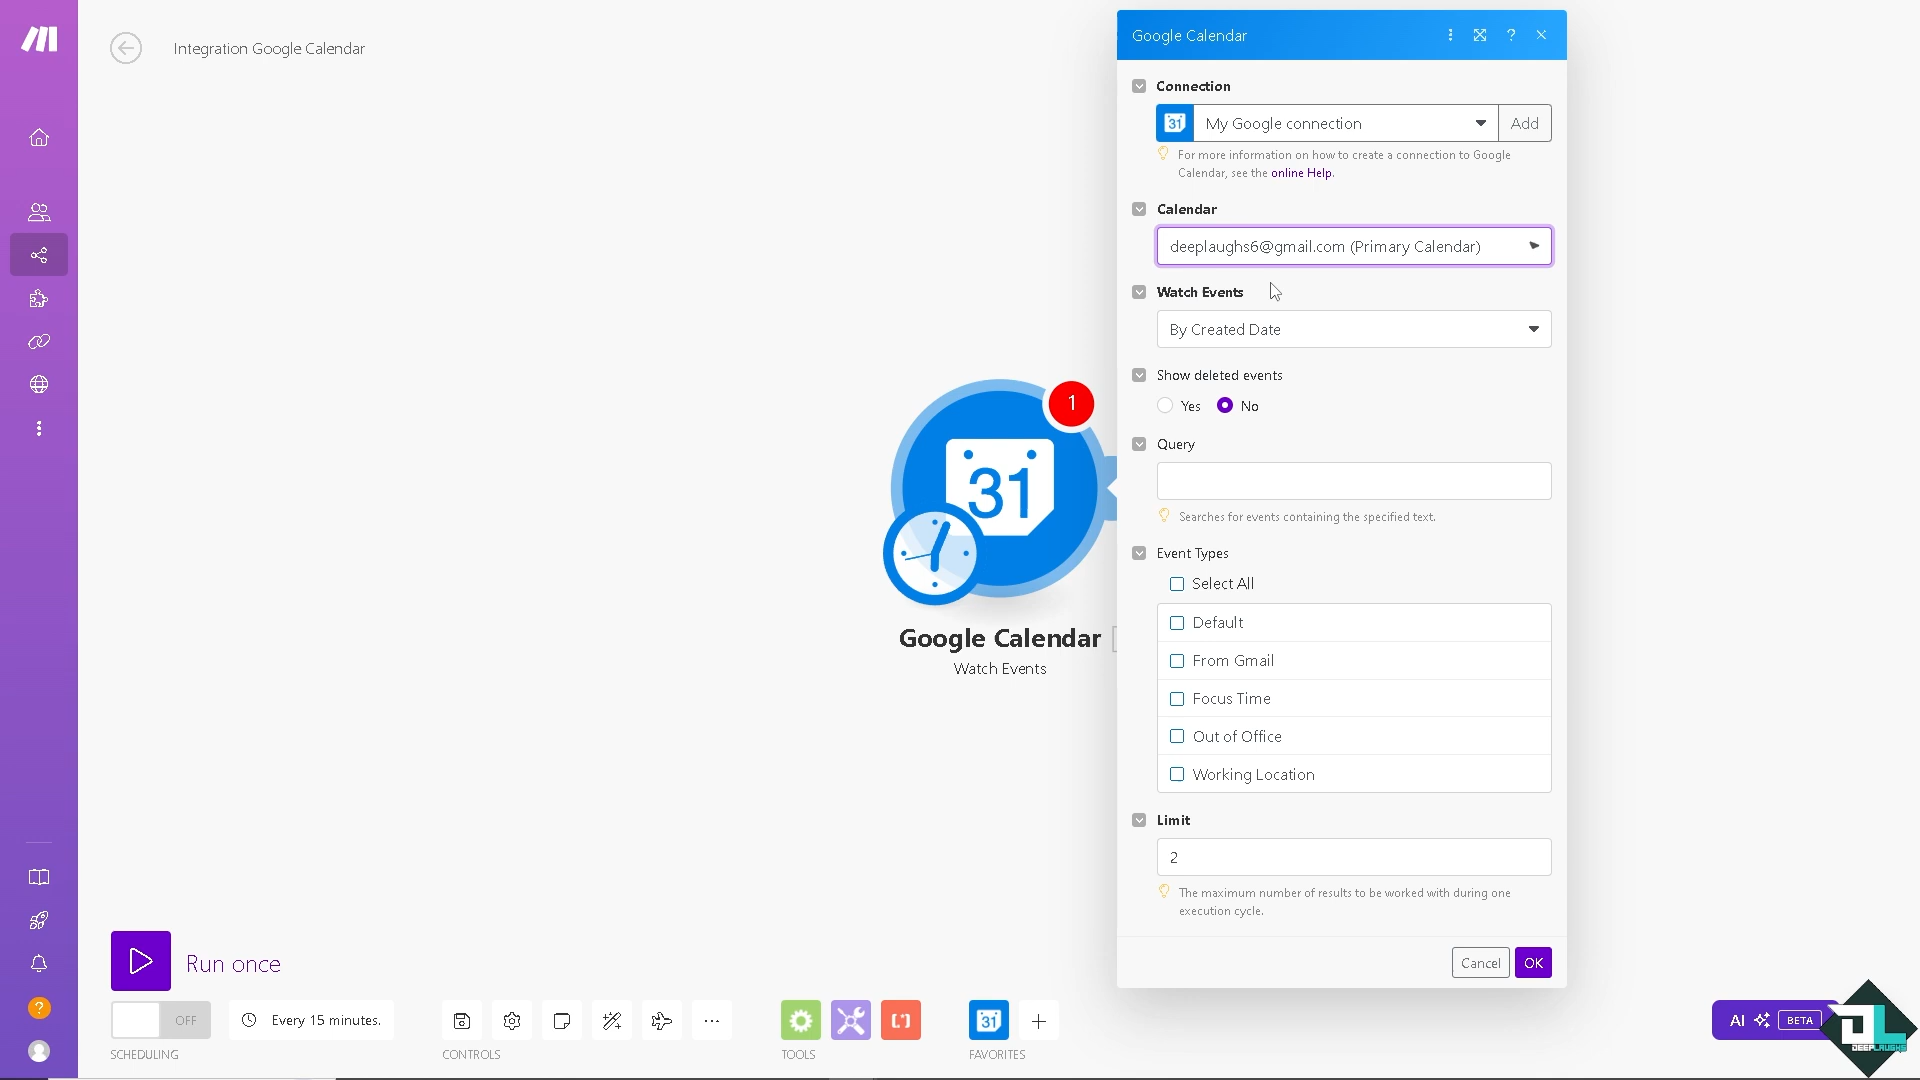 Integration Google Calendar
1
31
Google Calendar
Watch Events
Run once
OFF
Every 15 minutes.
SCHEDULING
CONTROLS
TOOLS
31
FAVORITES
Google Calendar
?
Connection
31
My Google connection
Add
For more information on how to create a connection to Google
Calendar, see the online Help.
Calendar
deeplaughs6@gmail.com (Primary Calendar)
Watch Events
By Created Date
Show deleted events
Yes
No
Query
Searches for events containing the specified text.
Event Types
Select All
Default
From Gmail
Focus Time
Out of Office
Working Location
Limit
2
The maximum number of results to be worked with during one
execution cycle.
Cancel
OK
AI
BETA
?
DL
DEEPLAUGHS